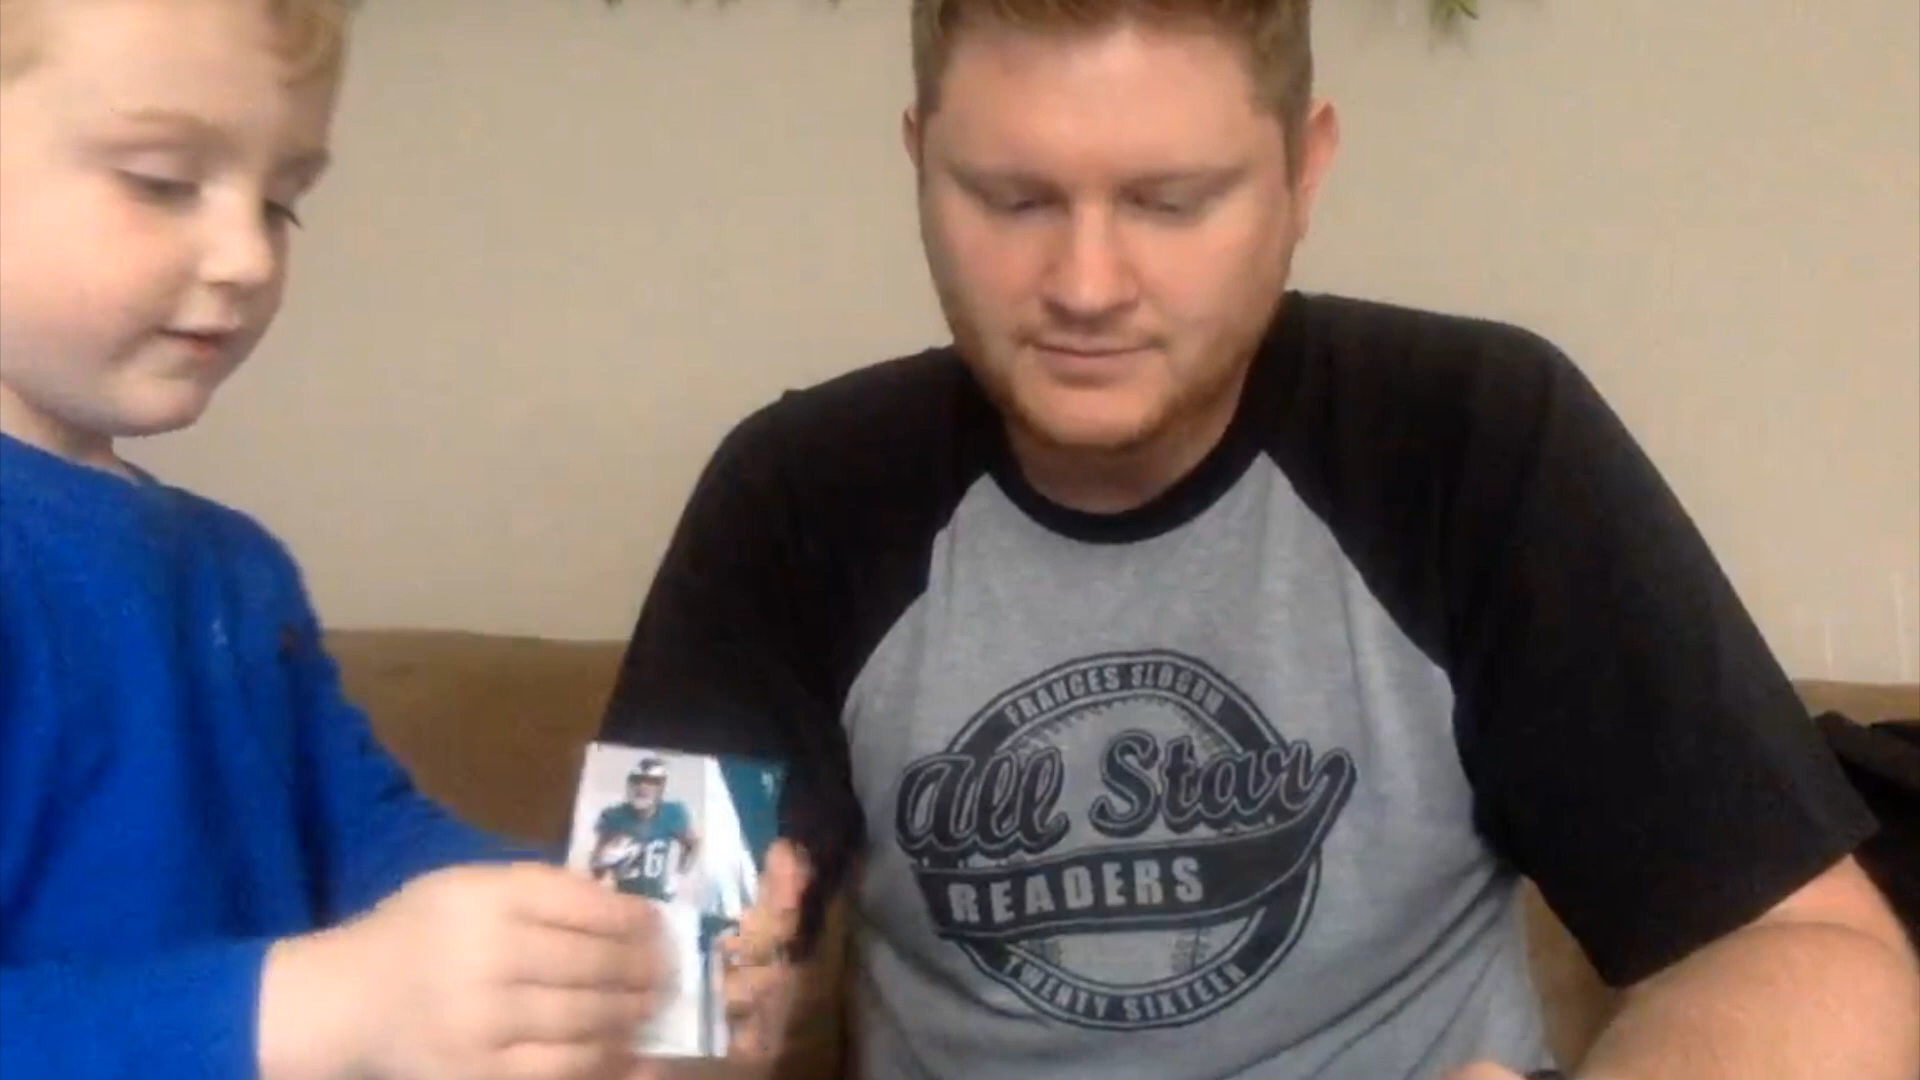 FRANCES SLOCUM
All Star
READERS
TWENTY SIXTEEN
26